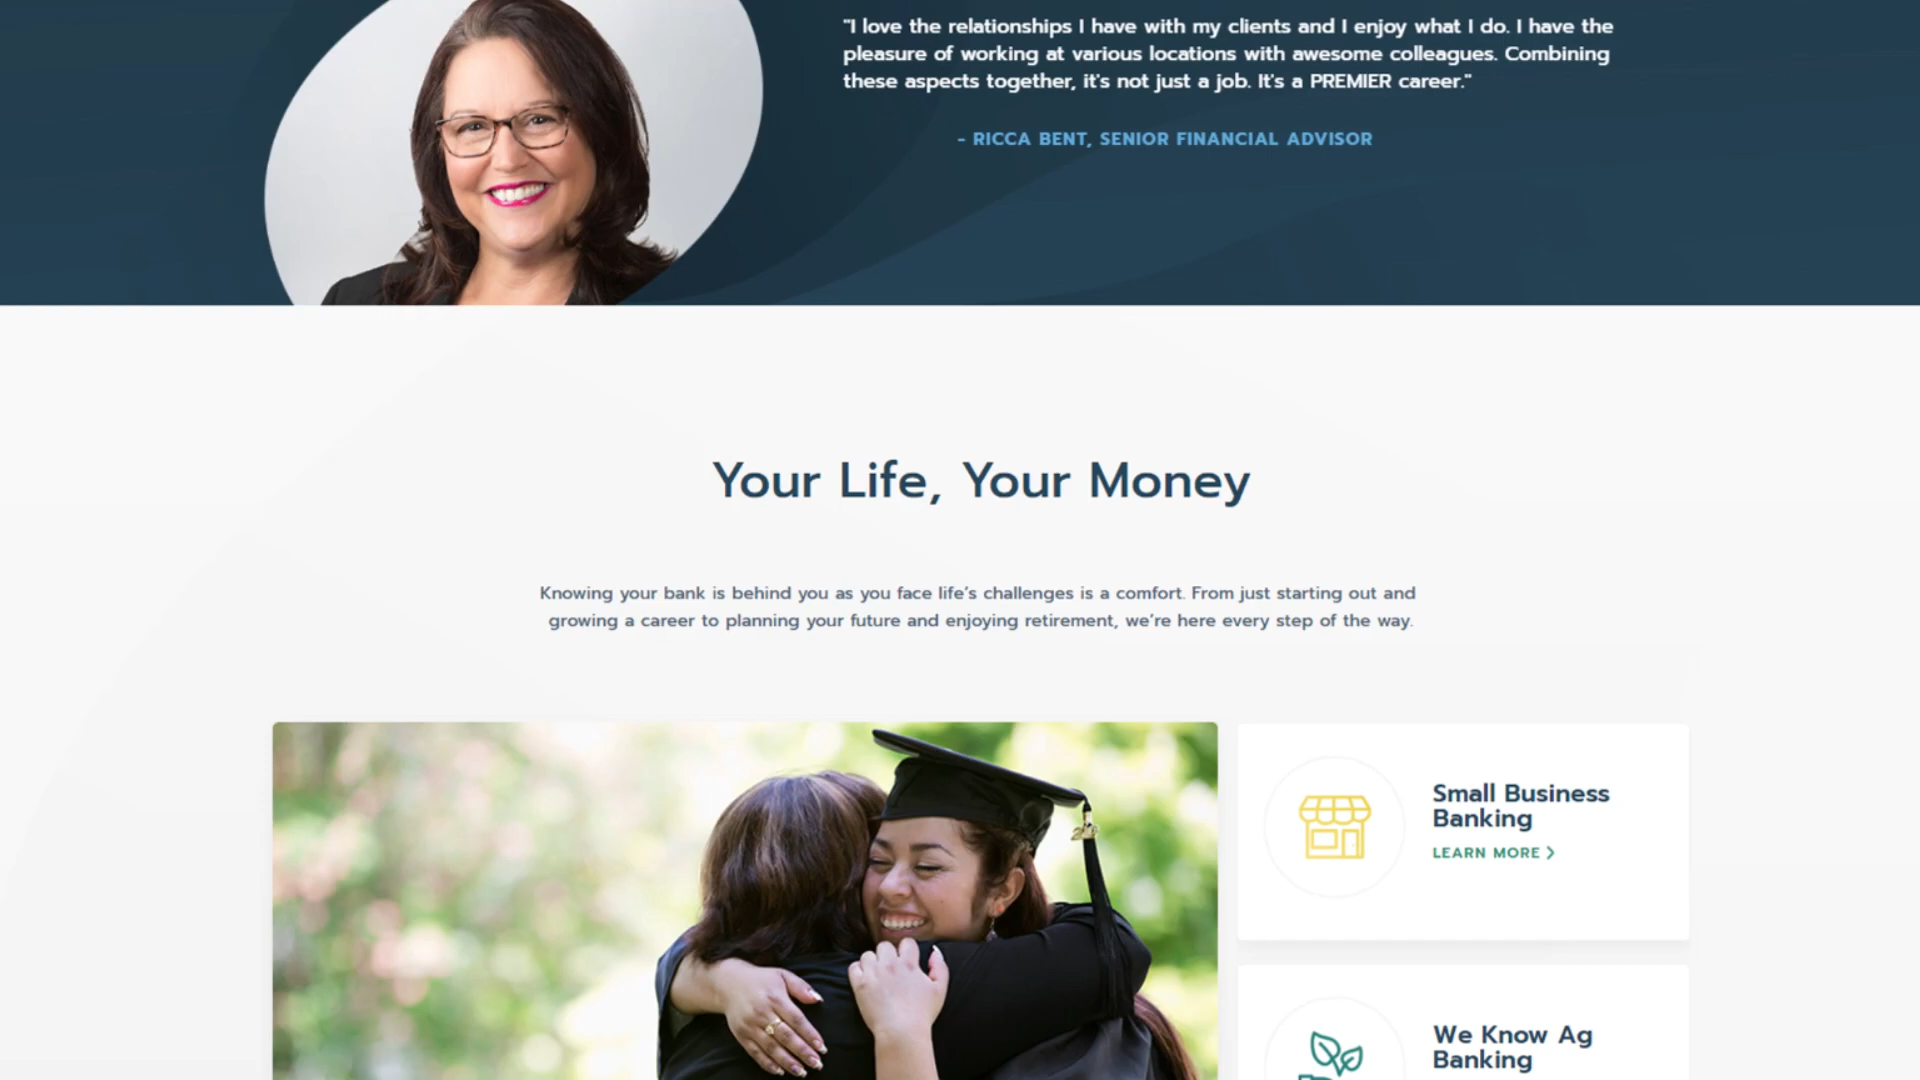 "I love the relationships I have with my clients and I enjoy what I do. I have the
pleasure of working at various locations with awesome colleagues. Combining
these aspects together, it's not just a job. It's a PREMIER career."
- RICCA BENT, SENIOR FINANCIAL ADVISOR
Your Life, Your Money
Knowing your bank is behind you as you face life’s challenges is a comfort. From just starting out and
growing a career to planning your future and enjoying retirement, we’re here every step of the way.
Small Business
Banking
LEARN MORE
We Know Ag
Banking